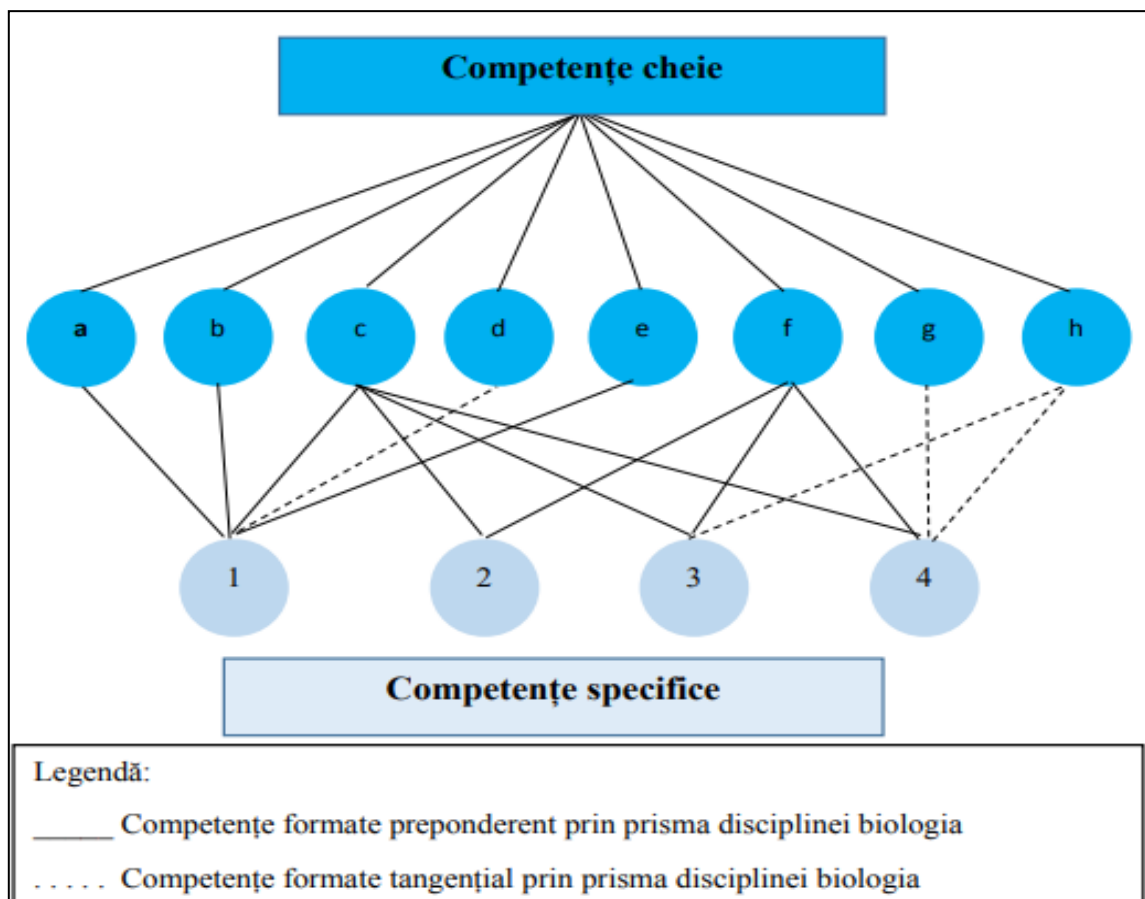 Competențe cheie
a b c d e f g h
1 2 3 4
Competențe specifice
Legendă:
_____ Competențe formate preponderent prin prisma disciplinei biologia
. . . . . Competențe formate tangențial prin prisma disciplinei biologia